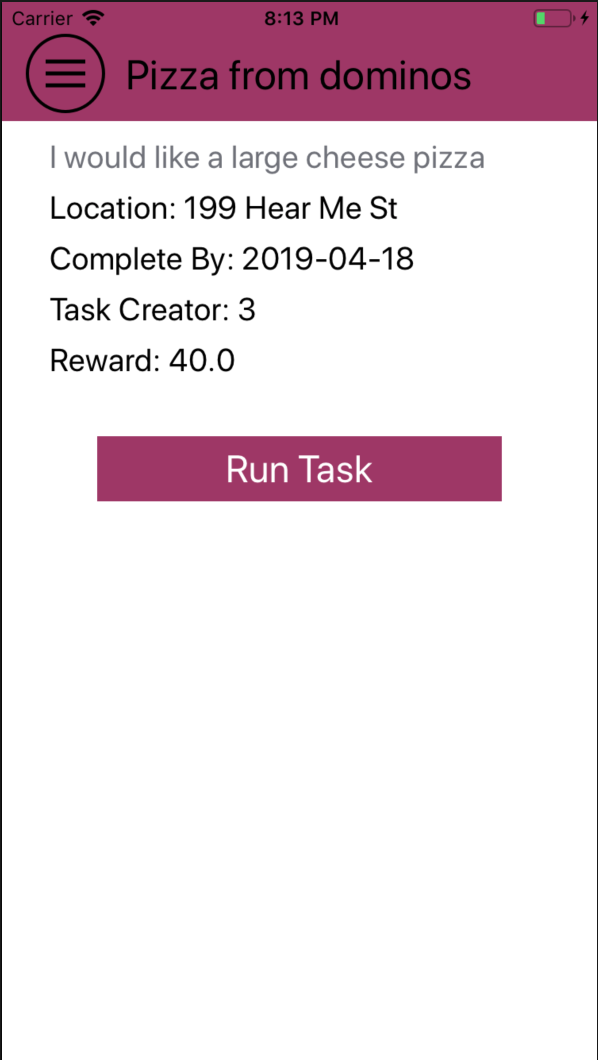 Carrier 8:13 PM
Pizza from dominos
I would like a large cheese pizza
Location: 199 Hear Me St
Complete By: 2019-04-18
Task Creator: 3
Reward: 40.0
Run Task